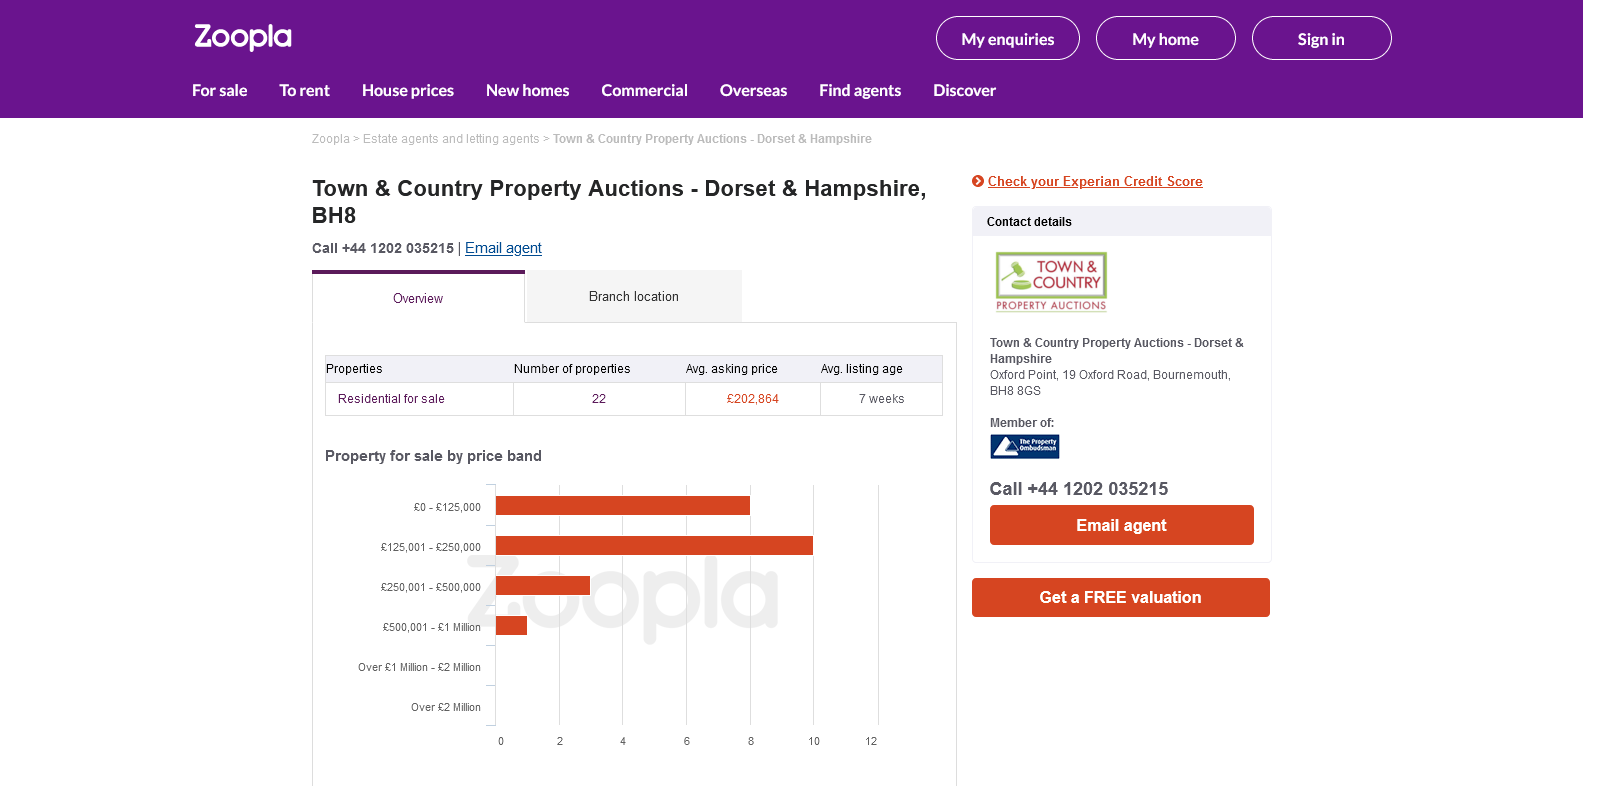 Zoopla
My enquiries
My home
Sign in
For sale
To rent
House prices
New homes
Commercial
Overseas
Find agents
Discover
Zoopla > Estate agents and letting agents > Town & Country Property Auctions - Dorset & Hampshire
Town & Country Property Auctions - Dorset & Hampshire,
BH8
Call +44 1202 035215 | Email agent
Overview
Branch location
Properties Number of properties Avg. asking price Avg. listing age
Residential for sale 22 £202,864 7 weeks
Property for sale by price band
£0 - £125,000
£125,001 - £250,000
£250,001 - £500,000
£500,001 - £1 Million
Over £1 Million - £2 Million
Over £2 Million
0 2 4 6 8 10 12
Zoopla
Check your Experian Credit Score
Contact details
TOWN &
COUNTRY
PROPERTY AUCTIONS
Town & Country Property Auctions - Dorset &
Hampshire
Oxford Point, 19 Oxford Road, Bournemouth,
BH8 8GS
Member of:
The Property
Ombudsman
Call +44 1202 035215
Email agent
Get a FREE valuation